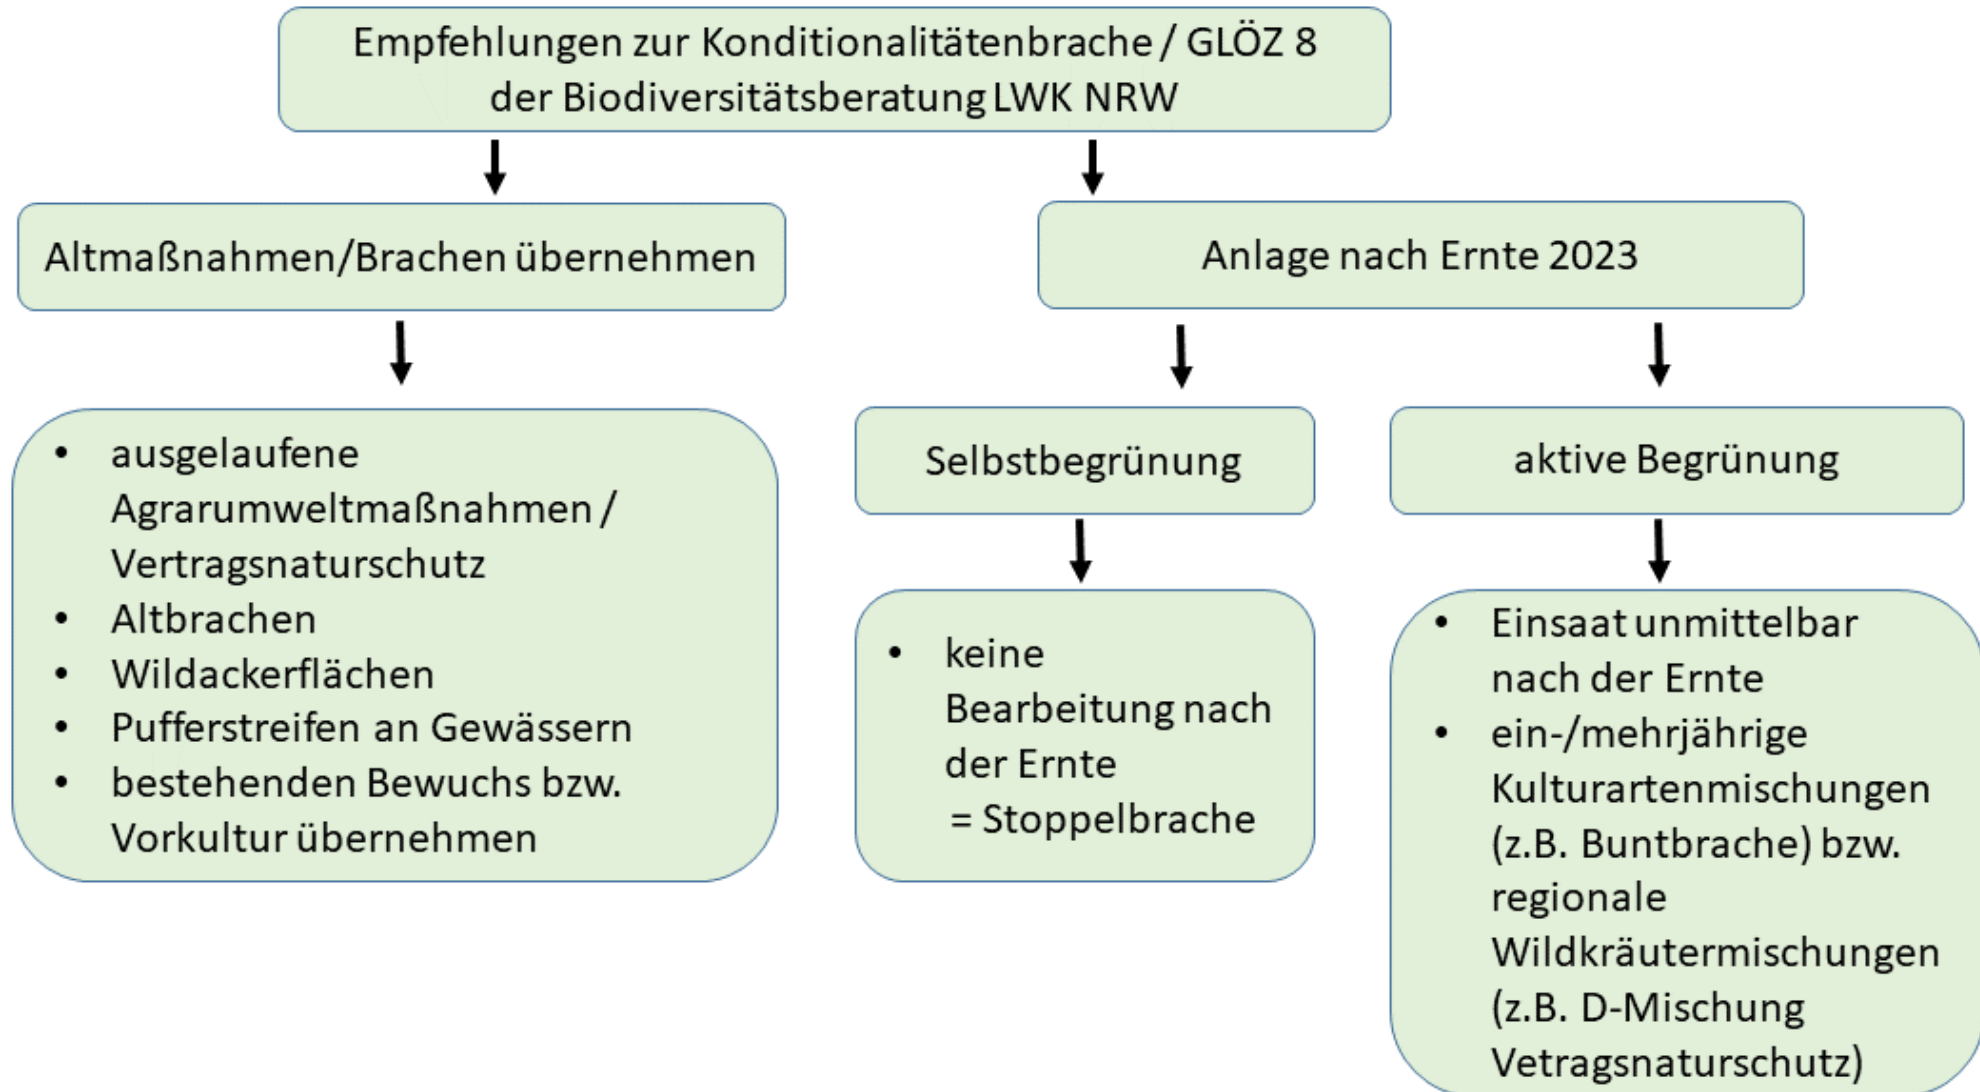 Empfehlungen zur Konditionalitätenbrache / GLÖZ 8
der Biodiversitätsberatung LWK NRW
Altmaßnahmen/Brachen übernehmen
Anlage nach Ernte 2023
• ausgelaufene
Agrarumweltmaßnahmen /
Vertragsnaturschutz
• Altbrachen
• Wildackerflächen
• Pufferstreifen an Gewässern
• bestehenden Bewuchs bzw.
Vorkultur übernehmen
Selbstbegrünung
• keine
Bearbeitung nach
der Ernte
= Stoppelbrache
aktive Begrünung
• Einsaat unmittelbar
nach der Ernte
• ein-/mehrjährige
Kulturartenmischungen
(z.B. Buntbrache) bzw.
regionale
Wildkräutermischungen
(z.B. D-Mischung
Vetragsnaturschutz)